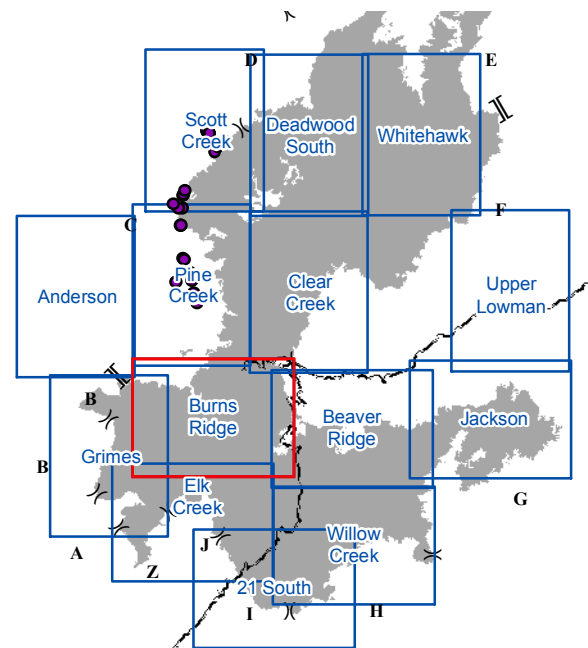 D
E
Scott
Creek
Deadwood
South
Whitehawk
C
F
Anderson
Pine
Creek
Clear
Creek
Upper
Lowman
B
Burns
Ridge
Beaver
Ridge
Jackson
B
Grimes
Elk
Creek
G
A
Z
J
Willow
Creek
21 South
I
H